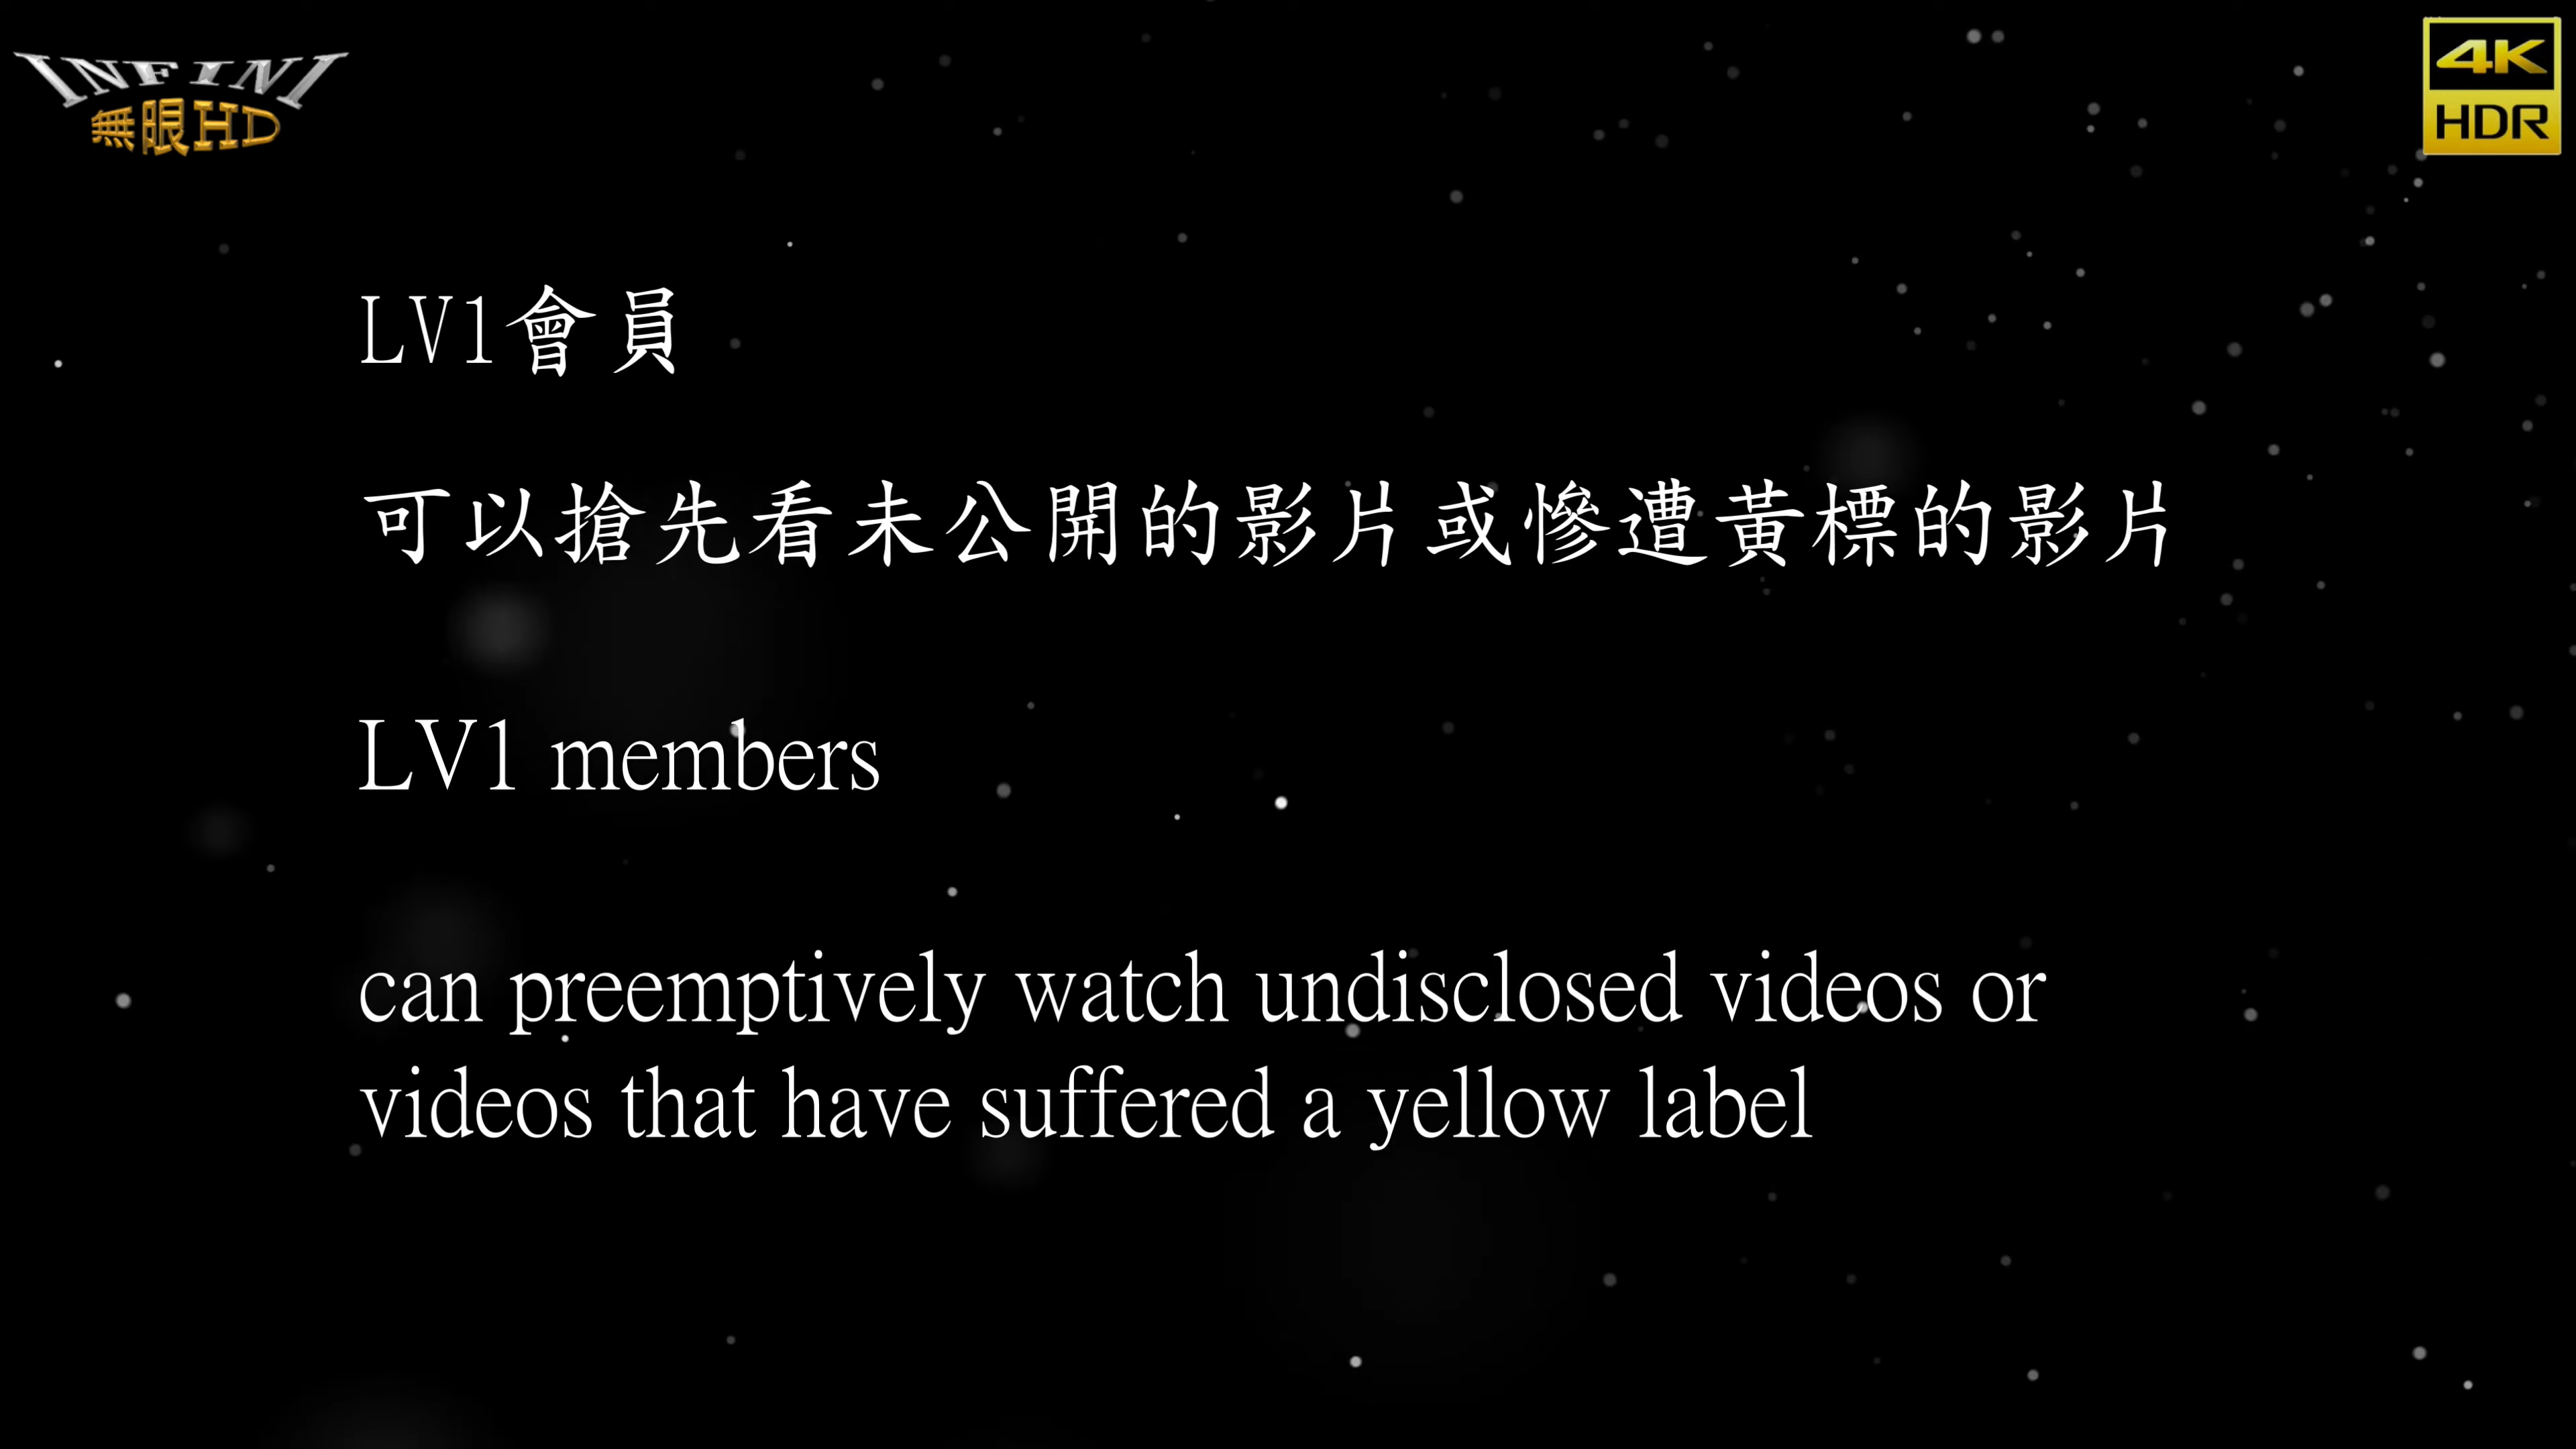 INFINI
無限HD
4K
HDR
LV1會員
可以搶先看未公開的影片或慘遭黃標的影片
LV1 members
can preemptively watch undisclosed videos or
videos that have suffered a yellow label